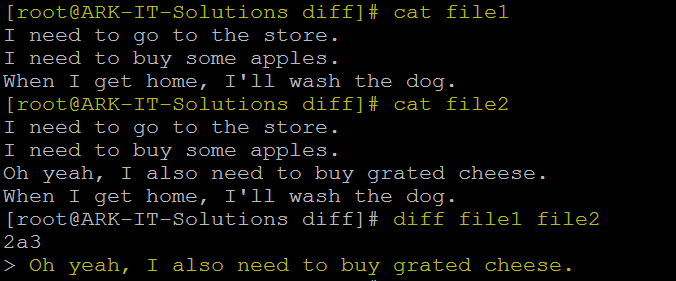 [root@ARK-IT-Solutions diff]# cat file1
I need to go to the store.
I need to buy some apples.
When I get home, I'll wash the dog.
[root@ARK-IT-Solutions diff]# cat file2
I need to go to the store.
I need to buy some apples.
Oh yeah, I also need to buy grated cheese.
When I get home, I'll wash the dog.
[root@ARK-IT-Solutions diff]# diff file1 file2
2a3
> Oh yeah, I also need to buy grated cheese.